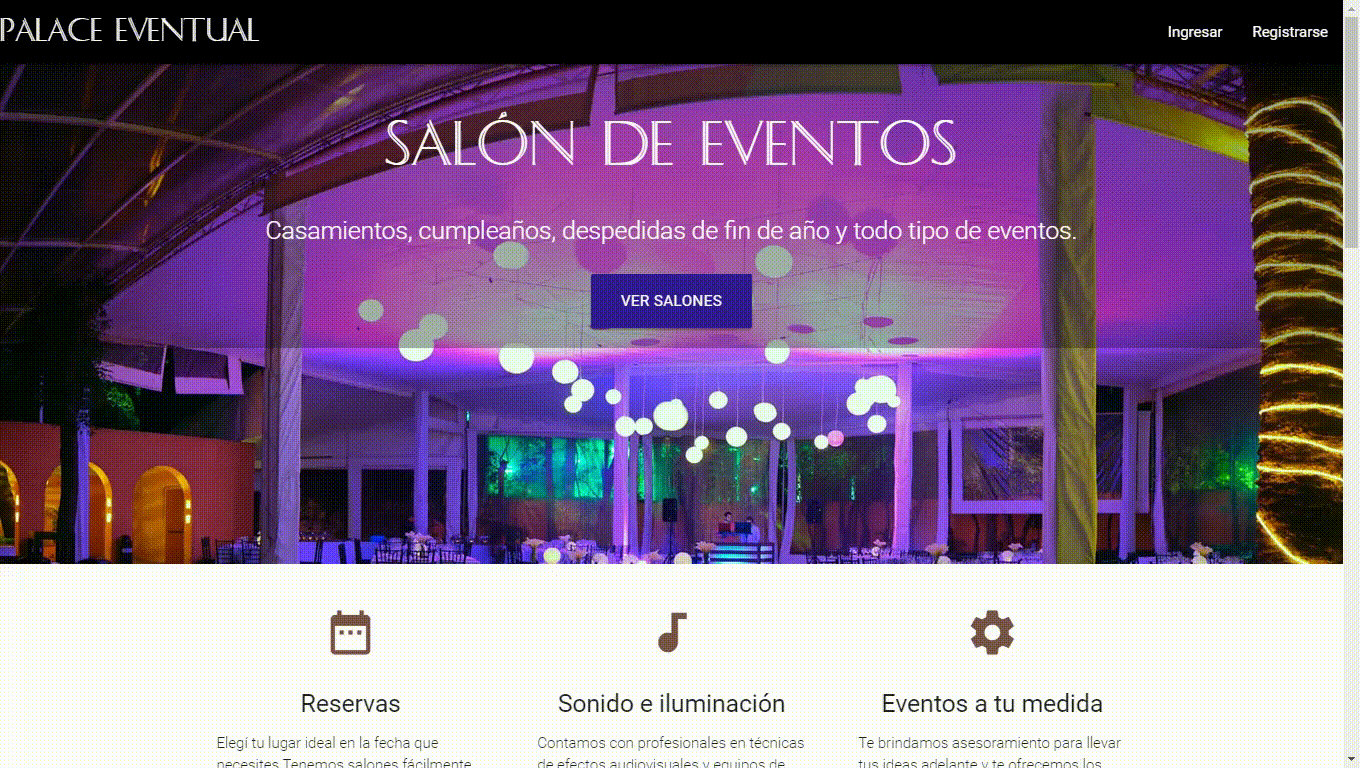 PALACE EVENTUAL
Ingresar Registrarse
SALÓN DE EVENTOS
Casamientos, cumpleaños, despedidas de fin de año y todo tipo de eventos.
VER SALONES
Reservas
Elegí tu lugar ideal en la fecha que
necesites Tenemos salones fácilmente
Sonido e iluminación
Contamos con profesionales en técnicas
de efectos audiovisuales y equipos de
Eventos a tu medida
Te brindamos asesoramiento para llevar
tus ideas adelante y te ofrecemos los